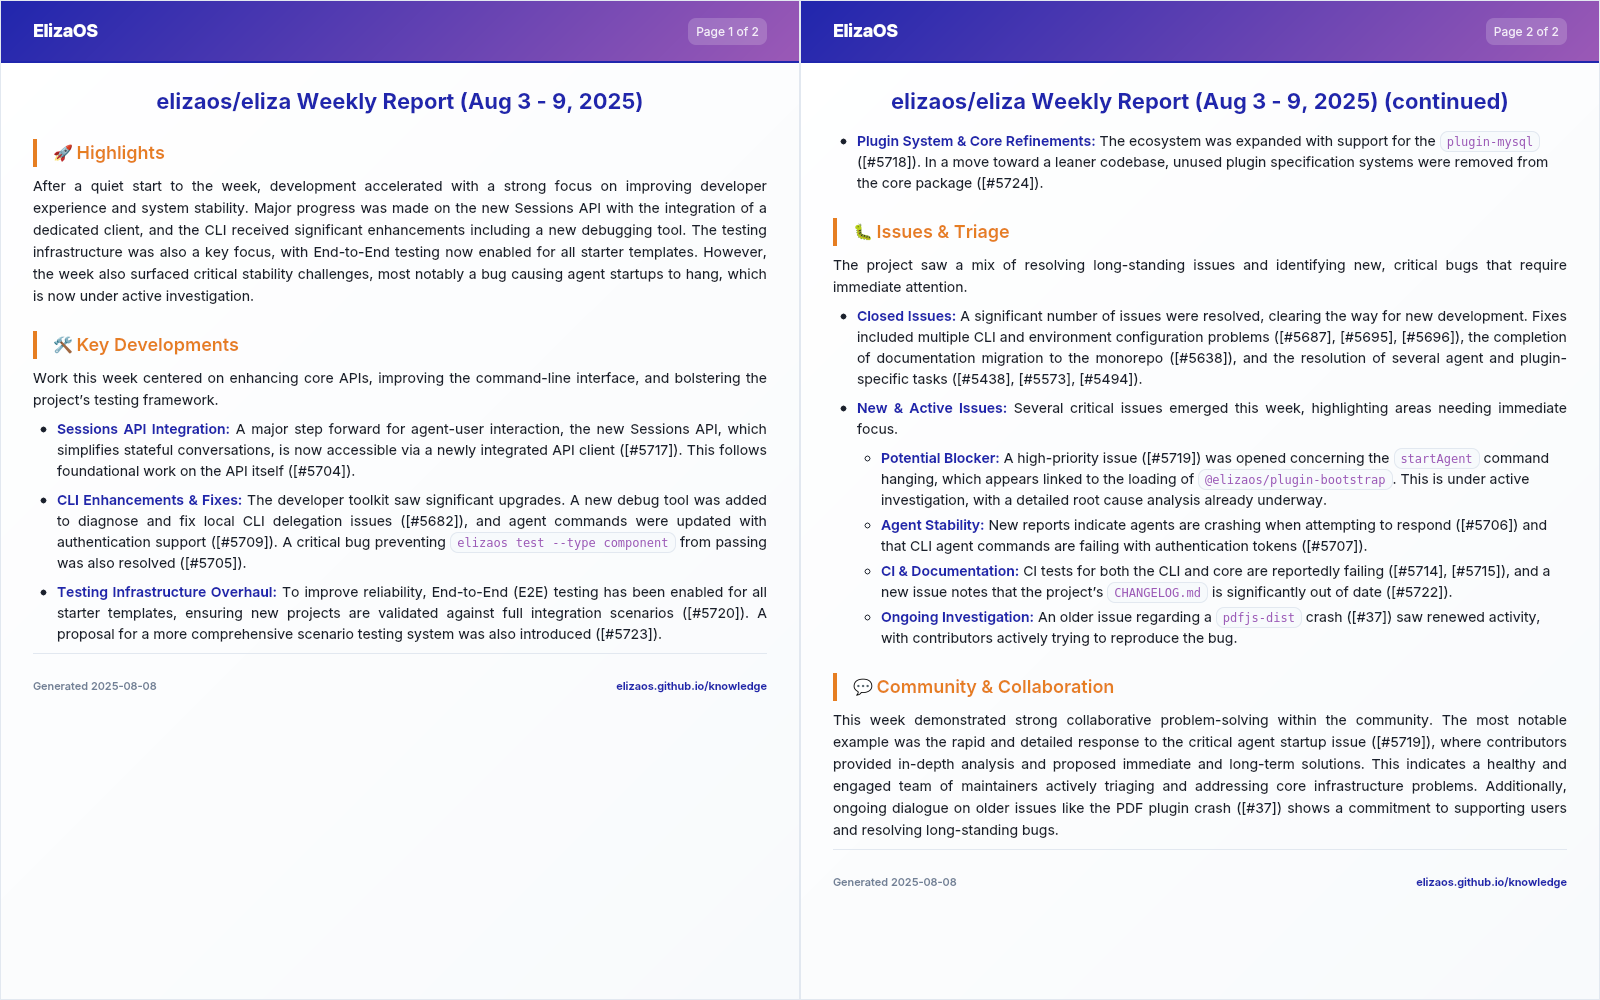 ElizaOS
Page 1 of 2
elizaos/eliza Weekly Report (Aug 3 - 9, 2025)
🚀 Highlights
After a quiet start to the week, development accelerated with a strong focus on improving developer
experience and system stability. Major progress was made on the new Sessions API with the integration of a
dedicated client, and the CLI received significant enhancements including a new debugging tool. The testing
infrastructure was also a key focus, with End-to-End testing now enabled for all starter templates. However,
the week also surfaced critical stability challenges, most notably a bug causing agent startups to hang, which
is now under active investigation.
🛠️ Key Developments
Work this week centered on enhancing core APIs, improving the command-line interface, and bolstering the
project's testing framework.
• Sessions API Integration: A major step forward for agent-user interaction, the new Sessions API, which
simplifies stateful conversations, is now accessible via a newly integrated API client ([#5717]). This follows
foundational work on the API itself ([#5704]).
• CLI Enhancements & Fixes: The developer toolkit saw significant upgrades. A new debug tool was added
to diagnose and fix local CLI delegation issues ([#5682]), and agent commands were updated with
authentication support ([#5709]). A critical bug preventing elizaos test --type component from passing
was also resolved ([#5705]).
• Testing Infrastructure Overhaul: To improve reliability, End-to-End (E2E) testing has been enabled for all
starter templates, ensuring new projects are validated against full integration scenarios ([#5720]). A
proposal for a more comprehensive scenario testing system was also introduced ([#5723]).
Generated 2025-08-08
elizaos.github.io/knowledge
ElizaOS
Page 2 of 2
elizaos/eliza Weekly Report (Aug 3 - 9, 2025) (continued)
• Plugin System & Core Refinements: The ecosystem was expanded with support for the plugin-mysql
([#5718]). In a move toward a leaner codebase, unused plugin specification systems were removed from
the core package ([#5724]).
🐛 Issues & Triage
The project saw a mix of resolving long-standing issues and identifying new, critical bugs that require
immediate attention.
• Closed Issues: A significant number of issues were resolved, clearing the way for new development. Fixes
included multiple CLI and environment configuration problems ([#5687], [#5695], [#5696]), the completion
of documentation migration to the monorepo ([#5638]), and the resolution of several agent and plugin-
specific tasks ([#5438], [#5573], [#5494]).
• New & Active Issues: Several critical issues emerged this week, highlighting areas needing immediate
focus.
◦ Potential Blocker: A high-priority issue ([#5719]) was opened concerning the startAgent command
hanging, which appears linked to the loading of @elizaos/plugin-bootstrap. This is under active
investigation, with a detailed root cause analysis already underway.
◦ Agent Stability: New reports indicate agents are crashing when attempting to respond ([#5706]) and
that CLI agent commands are failing with authentication tokens ([#5707]).
◦ CI & Documentation: CI tests for both the CLI and core are reportedly failing ([#5714], [#5715]), and a
new issue notes that the project's CHANGELOG.md is significantly out of date ([#5722]).
◦ Ongoing Investigation: An older issue regarding a pdfjs-dist crash ([#37]) saw renewed activity,
with contributors actively trying to reproduce the bug.
💬 Community & Collaboration
This week demonstrated strong collaborative problem-solving within the community. The most notable
example was the rapid and detailed response to the critical agent startup issue ([#5719]), where contributors
provided in-depth analysis and proposed immediate and long-term solutions. This indicates a healthy and
engaged team of maintainers actively triaging and addressing core infrastructure problems. Additionally,
ongoing dialogue on older issues like the PDF plugin crash ([#37]) shows a commitment to supporting users
and resolving long-standing bugs.
Generated 2025-08-08
elizaos.github.io/knowledge